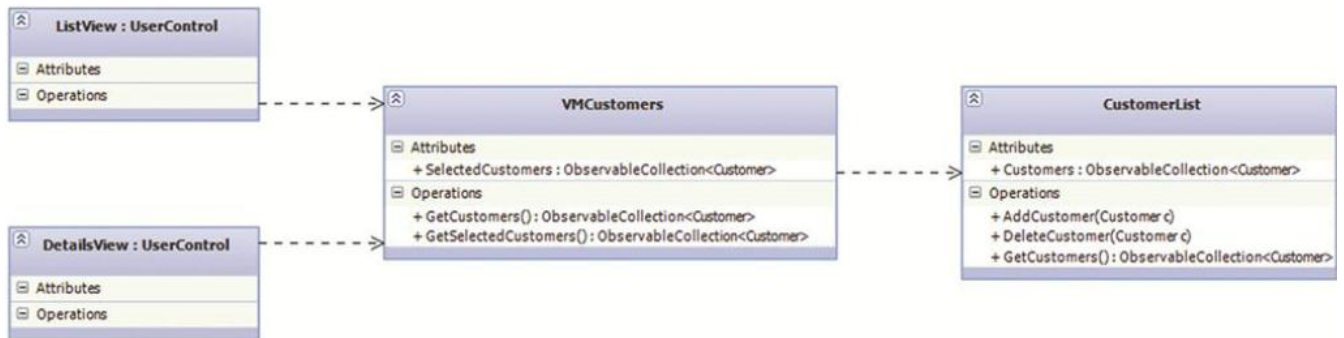 ListView : UserControl
Attributes
Operations
DetailsView : UserControl
Attributes
Operations
VMCustomers
Attributes
+ SelectedCustomers : ObservableCollection<Customer>
Operations
+ GetCustomers() : ObservableCollection<Customer>
+ GetSelectedCustomers() : ObservableCollection<Customer>
CustomerList
Attributes
+ Customers : ObservableCollection<Customer>
Operations
+ AddCustomer(Customer c)
+ DeleteCustomer(Customer c)
+ GetCustomers() : ObservableCollection<Customer>